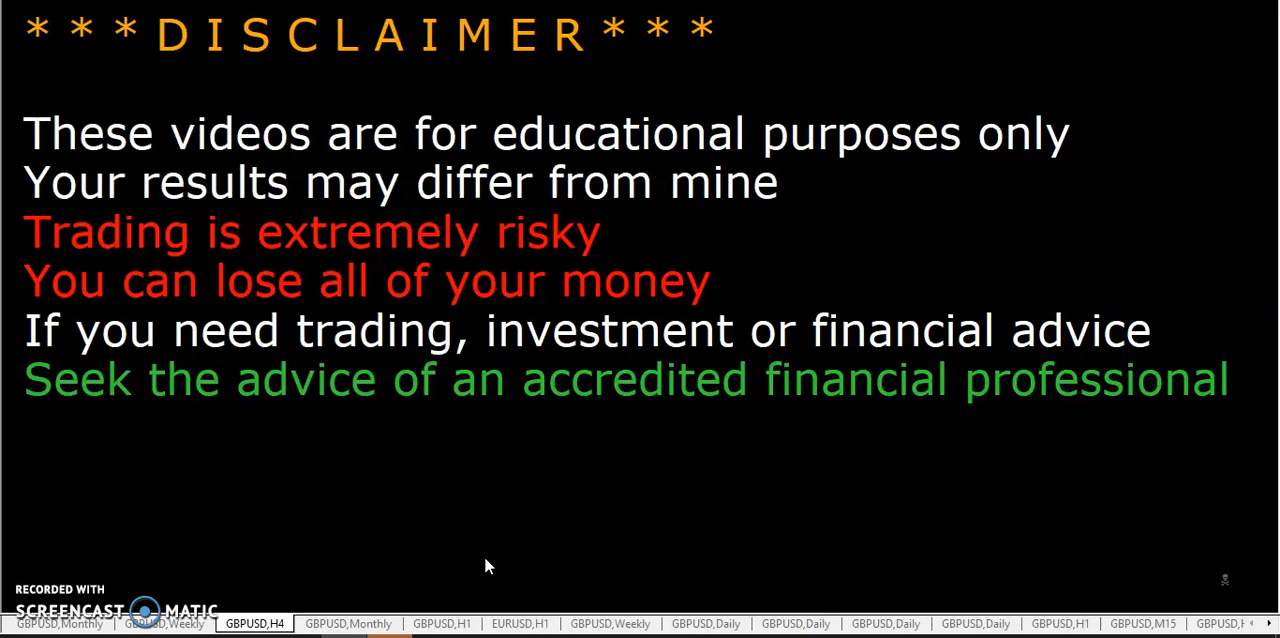 * * * D I S C L A I M E R * * *
These videos are for educational purposes only
Your results may differ from mine
Trading is extremely risky
You can lose all of your money
If you need trading, investment or financial advice
Seek the advice of an accredited financial professional
RECORDED WITH
SCREENCAST MATIC
GBPUSD,Monthly GBPUSD,Weekly GBPUSD,H4 GBPUSD,Monthly GBPUSD,H1 EURUSD,H1 GBPUSD,Weekly GBPUSD,Daily GBPUSD,Daily GBPUSD,Daily GBPUSD,Daily GBPUSD,H1 GBPUSD,M15